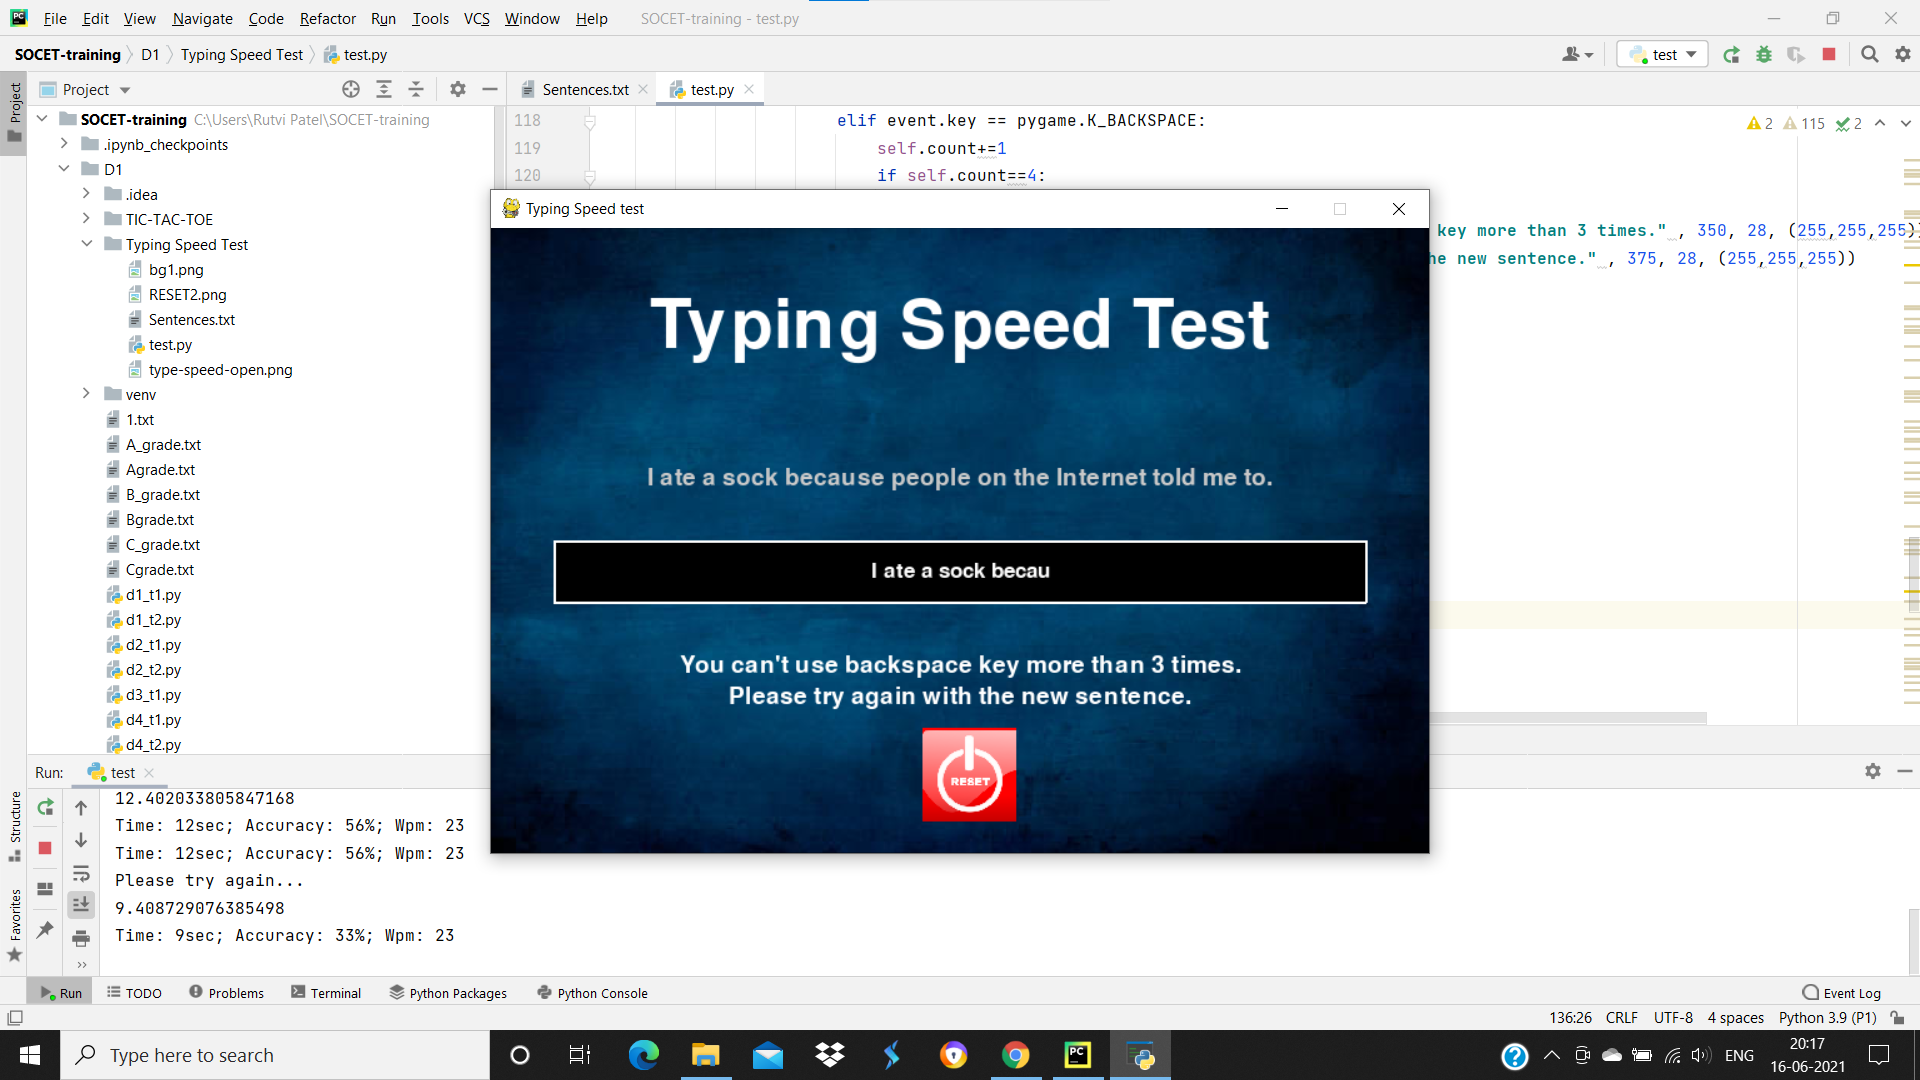 PC File Edit View Navigate Code Refactor Run Tools VCS Window Help SOCET-training - test.py
SOCET-training D1 Typing Speed Test test.py test
Project
Project
Sentences.txt test.py
SOCET-training C:\Users\Rutvi Patel\SOCET-training
.ipynb_checkpoints
D1
.idea
TIC-TAC-TOE
Typing Speed Test
bg1.png
RESET2.png
Sentences.txt
test.py
type-speed-open.png
venv
1.txt
A_grade.txt
Agrade.txt
B_grade.txt
Bgrade.txt
C_grade.txt
Cgrade.txt
d1_t1.py
d1_t2.py
d2_t1.py
d2_t2.py
d3_t1.py
d4_t1.py
d4_t2.py
118 elif event.key == pygame.K_BACKSPACE:
119 self.count+=1
120 if self.count==4:
2 115 2
key more than 3 times." , 350, 28, (255,255,255))
he new sentence." , 375, 28, (255,255,255))
Typing Speed test
Typing Speed Test
I ate a sock because people on the Internet told me to.
I ate a sock becau
You can't use backspace key more than 3 times.
Please try again with the new sentence.
RESET
Run: test
12.402033805847168
Time: 12sec; Accuracy: 56%; Wpm: 23
Time: 12sec; Accuracy: 56%; Wpm: 23
Please try again...
9.408729076385498
Time: 9sec; Accuracy: 33%; Wpm: 23
Structure
Favorites
Run TODO Problems Terminal Python Packages Python Console Event Log
136:26 CRLF UTF-8 4 spaces Python 3.9 (P1)
Type here to search
PC
ENG
20:17
16-06-2021